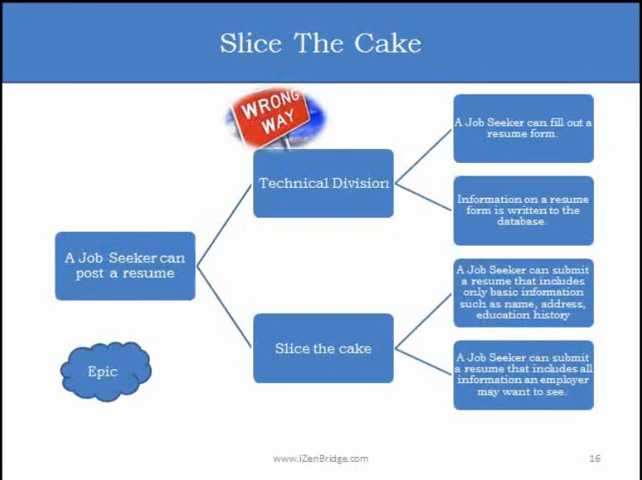 Slice The Cake
WRONG
WAY
Technical Division
A Job Seeker can fill out a
resume form.
Information on a resume
form is written to the
database.
A Job Seeker can
post a resume
Slice the cake
A Job Seeker can submit
a resume that includes
only basic information
such as name, address,
education history
A Job Seeker can submit
a resume that includes all
information an employer
may want to see.
Epic
www.iZenBridge.com
16